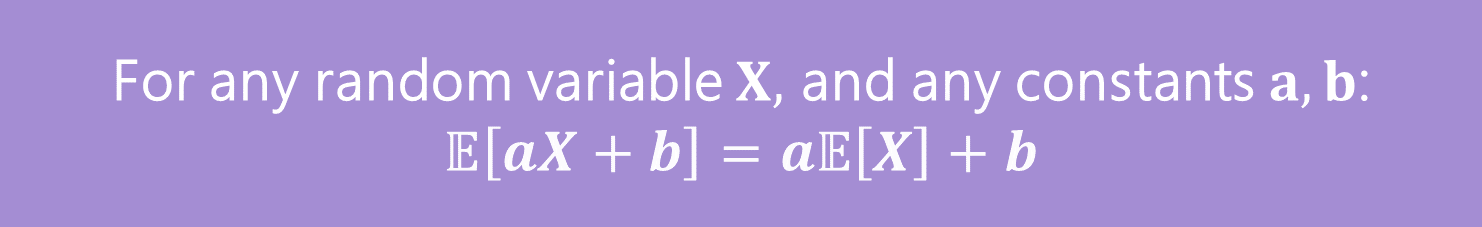 For any random variable X, and any constants a, b:
𝔼[aX + b] = a𝔼[X] + b